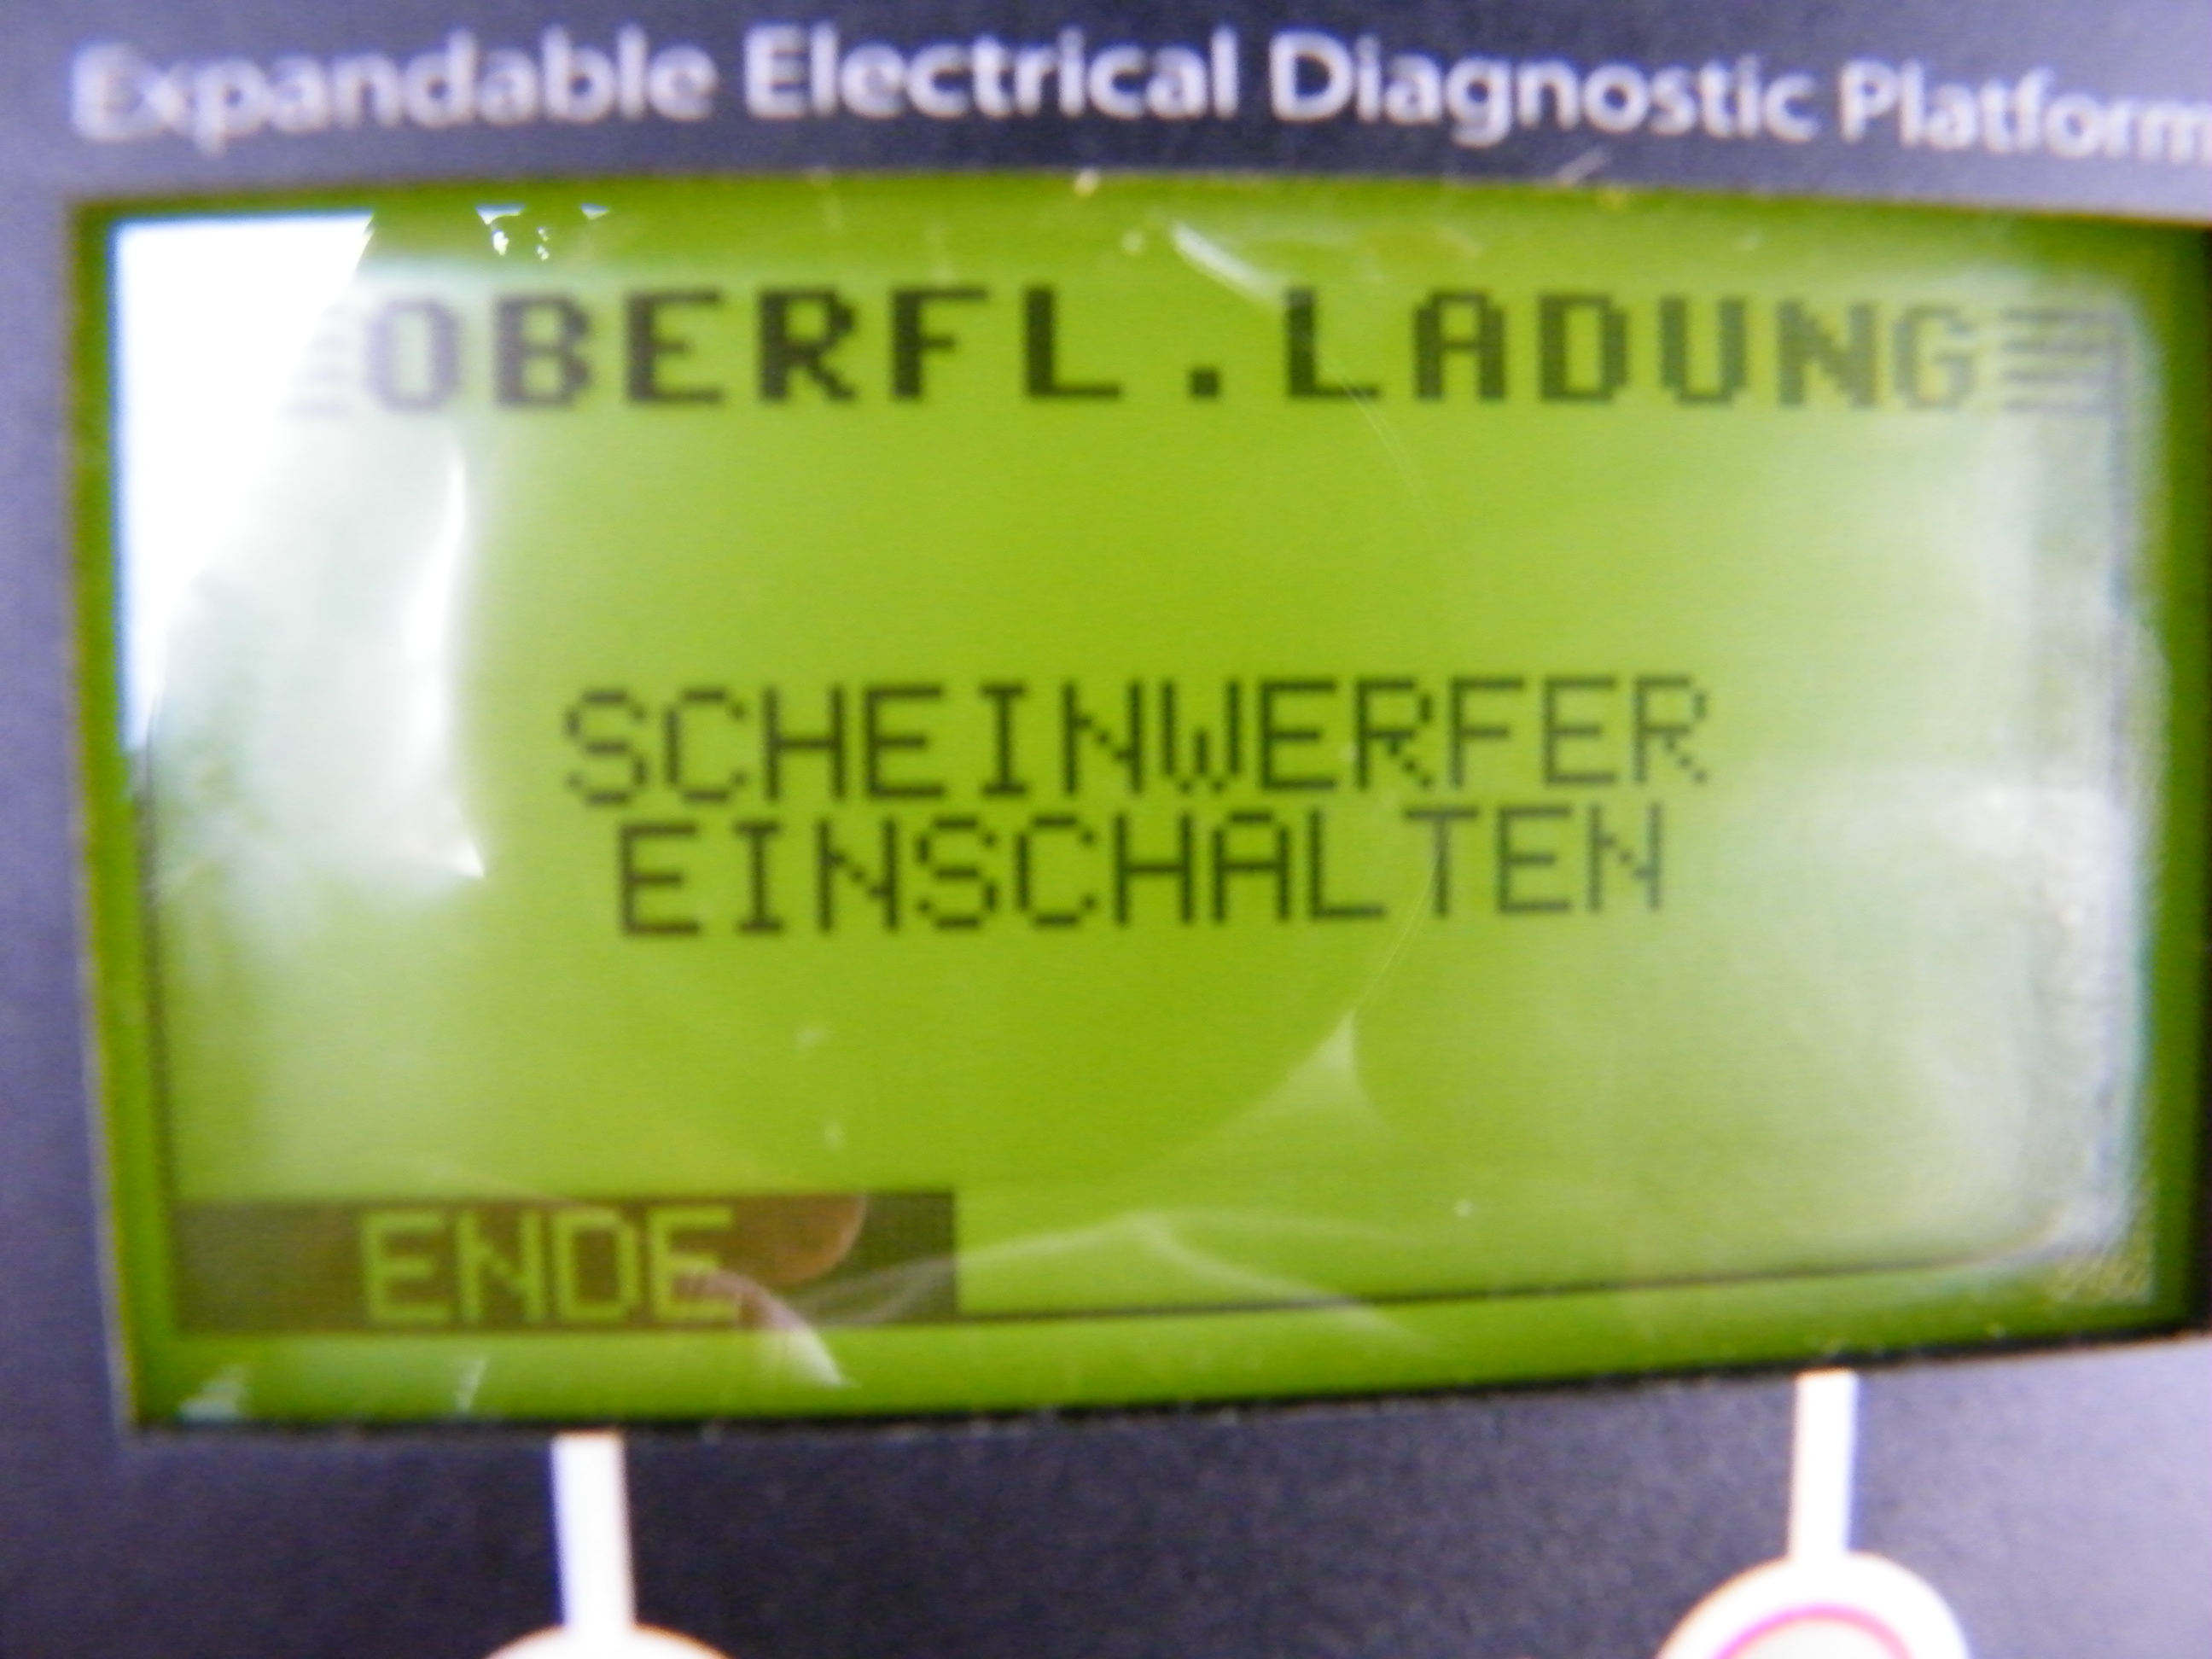 Expandable Electrical Diagnostic Platform
OBERFL.LADUNG
SCHEINWERFER
EINSCHALTEN
ENDE